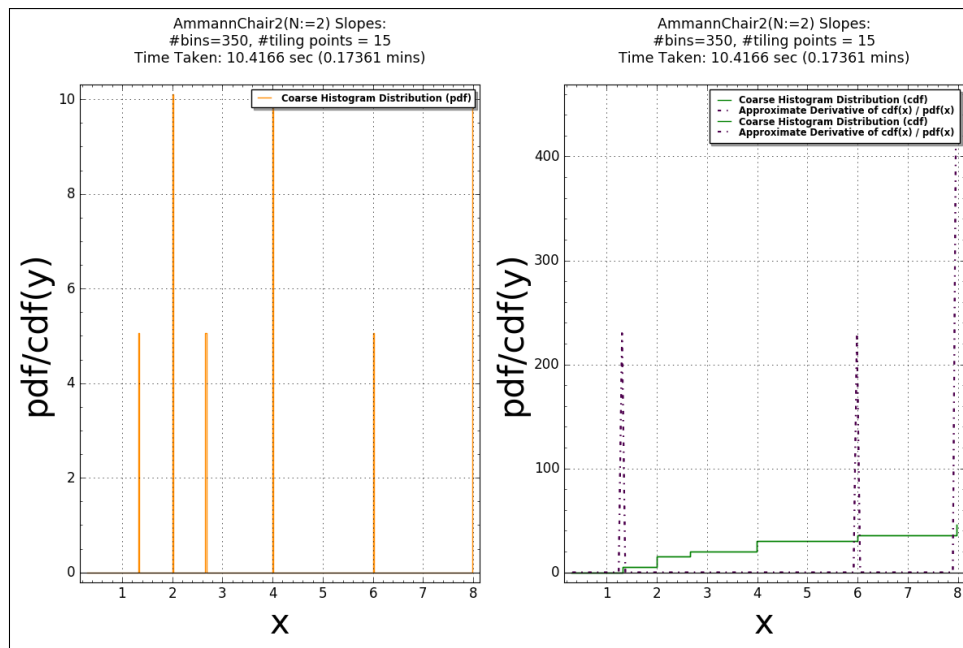 AmmannChair2(N:=2) Slopes:
#bins=350, #tiling points = 15
Time Taken: 10.4166 sec (0.17361 mins)
Coarse Histogram Distribution (pdf)
10
8
6
4
2
0
1 2 3 4 5 6 7 8
pdf/cdf(y)
x
AmmannChair2(N:=2) Slopes:
#bins=350, #tiling points = 15
Time Taken: 10.4166 sec (0.17361 mins)
Coarse Histogram Distribution (cdf)
Approximate Derivative of cdf(x) / pdf(x)
Coarse Histogram Distribution (cdf)
Approximate Derivative of cdf(x) / pdf(x)
400
300
200
100
0
1 2 3 4 5 6 7 8
pdf/cdf(y)
x